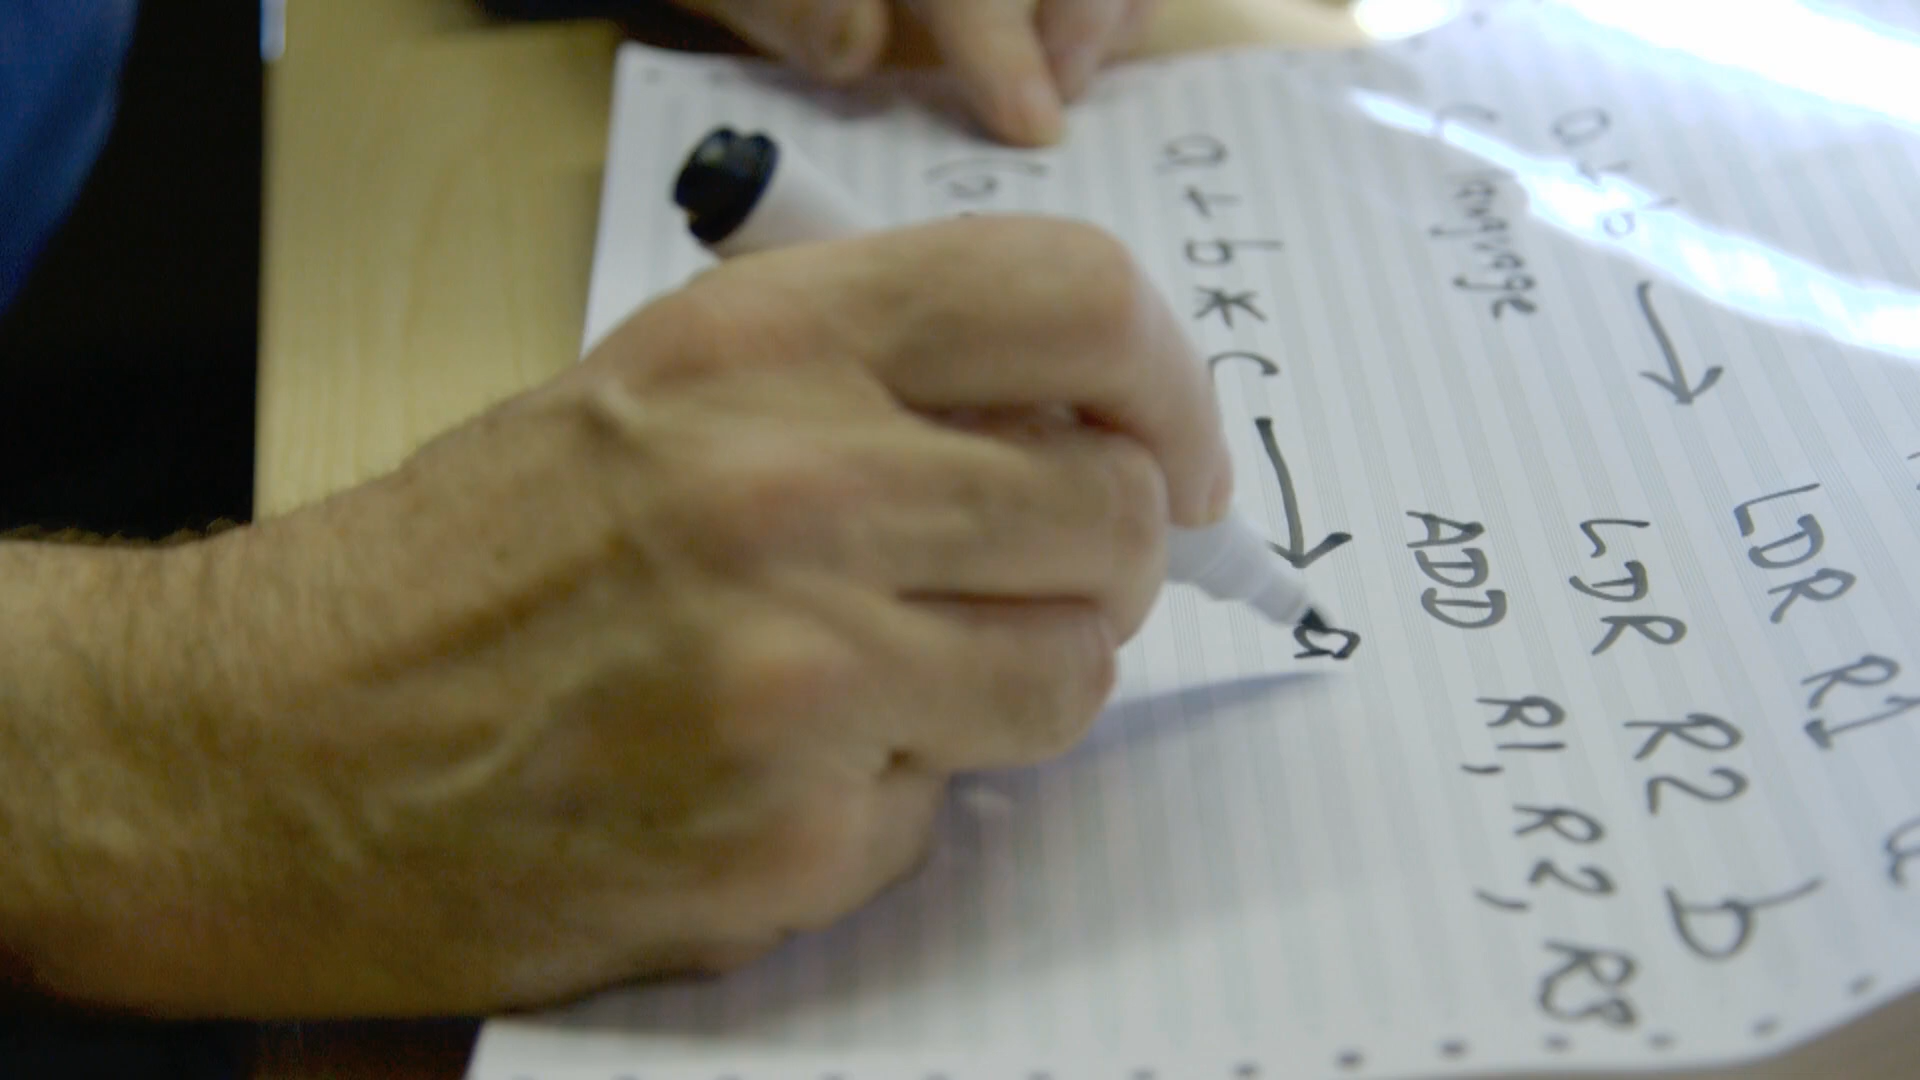 a+b → LDR R1 a
LDR R2 b
C language
ADD R1, R2, R3
a+b*c → a
(a